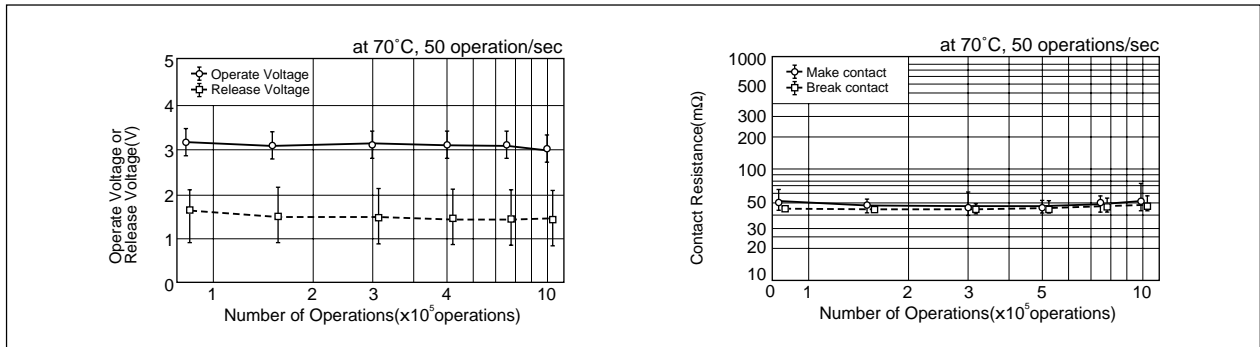 at 70°C, 50 operation/sec
Operate Voltage
Release Voltage
Operate Voltage or
Release Voltage(V)
5
4
3
2
1
0
1 2 3 4 10
Number of Operations(x10⁵operations)
at 70°C, 50 operations/sec
Make contact
Break contact
Contact Resistance(mΩ)
1000
500
300
200
100
50
30
20
10
0 1 2 3 5 10
Number of Operations(x10⁵operations)